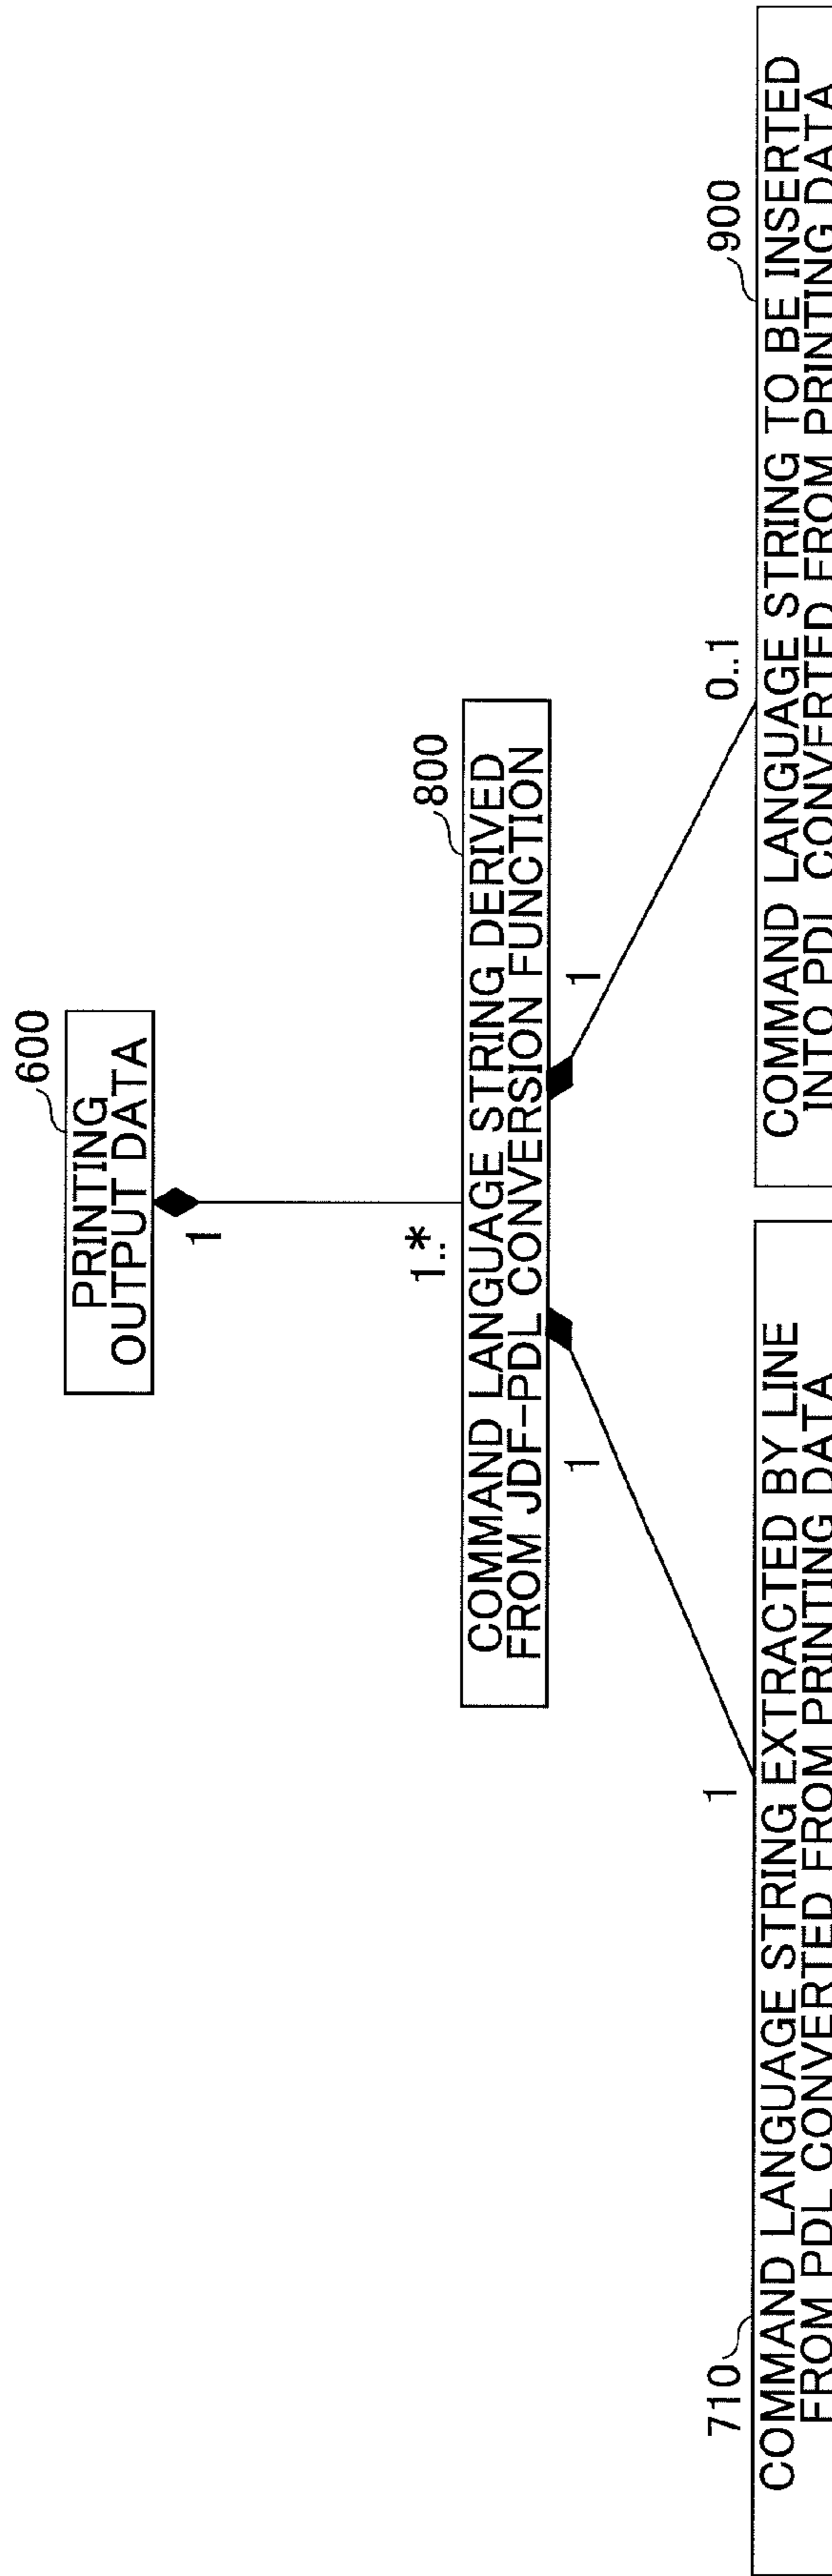 600
PRINTING
OUTPUT DATA
1
1..*
800
COMMAND LANGUAGE STRING DERIVED
FROM JDF-PDL CONVERSION FUNCTION
1
1
1
0..1
710
COMMAND LANGUAGE STRING EXTRACTED BY LINE
FROM PDL CONVERTED FROM PRINTING DATA
900
COMMAND LANGUAGE STRING TO BE INSERTED
INTO PDL CONVERTED FROM PRINTING DATA